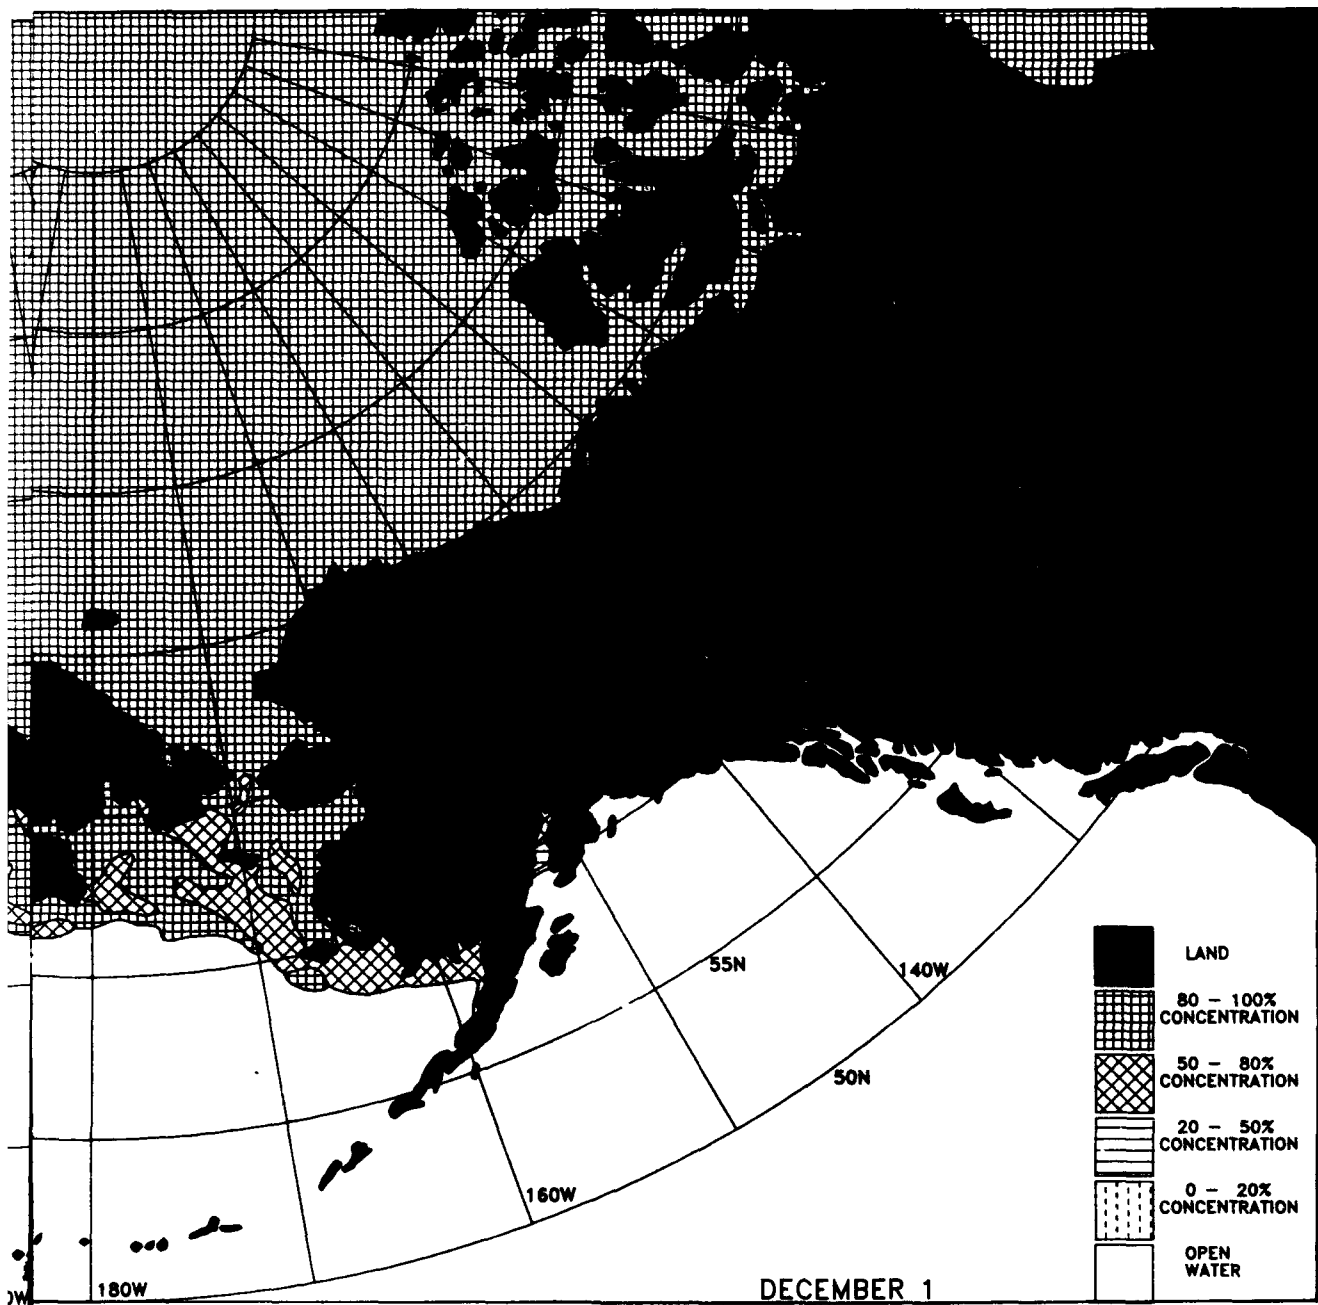 55N
140W
50N
160W
180W
0W
DECEMBER 1
LAND
80 - 100%
CONCENTRATION
50 - 80%
CONCENTRATION
20 - 50%
CONCENTRATION
0 - 20%
CONCENTRATION
OPEN
WATER